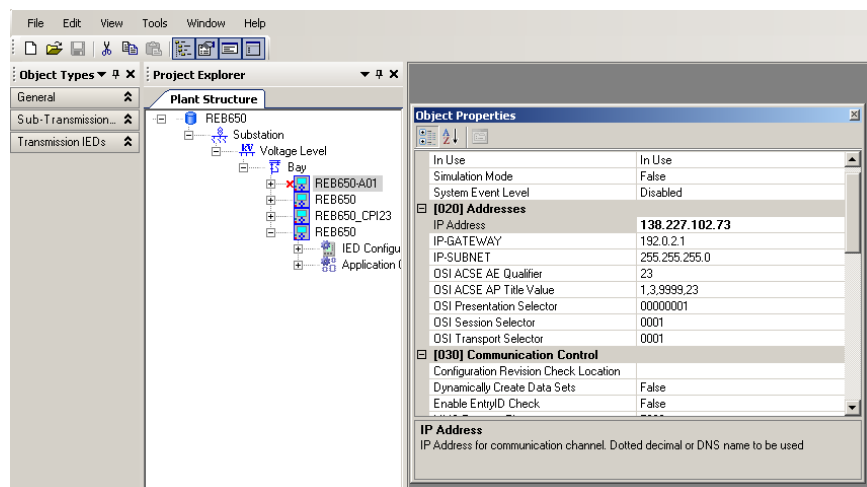 File Edit View Tools Window Help
Object Types
General
Sub-Transmission...
Transmission IEDs
Project Explorer
Plant Structure
REB650
Substation
Voltage Level
Bay
REB650-A01
REB650
REB650_CPI23
REB650
IED Configu
Application
Object Properties
In Use In Use
Simulation Mode False
System Event Level Disabled
[020] Addresses
IP Address 138.227.102.73
IP-GATEWAY 192.0.2.1
IP-SUBNET 255.255.255.0
OSI ACSE AE Qualifier 23
OSI ACSE AP Title Value 1,3,9999,23
OSI Presentation Selector 00000001
OSI Session Selector 0001
OSI Transport Selector 0001
[030] Communication Control
Configuration Revision Check Location
Dynamically Create Data Sets False
Enable EntryID Check False
IP Address
IP Address for communication channel. Dotted decimal or DNS name to be used